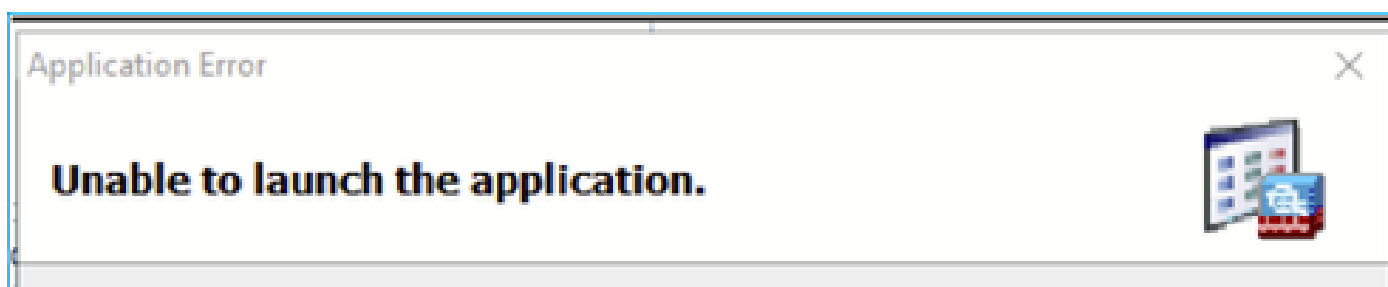 Application Error
Unable to launch the application.